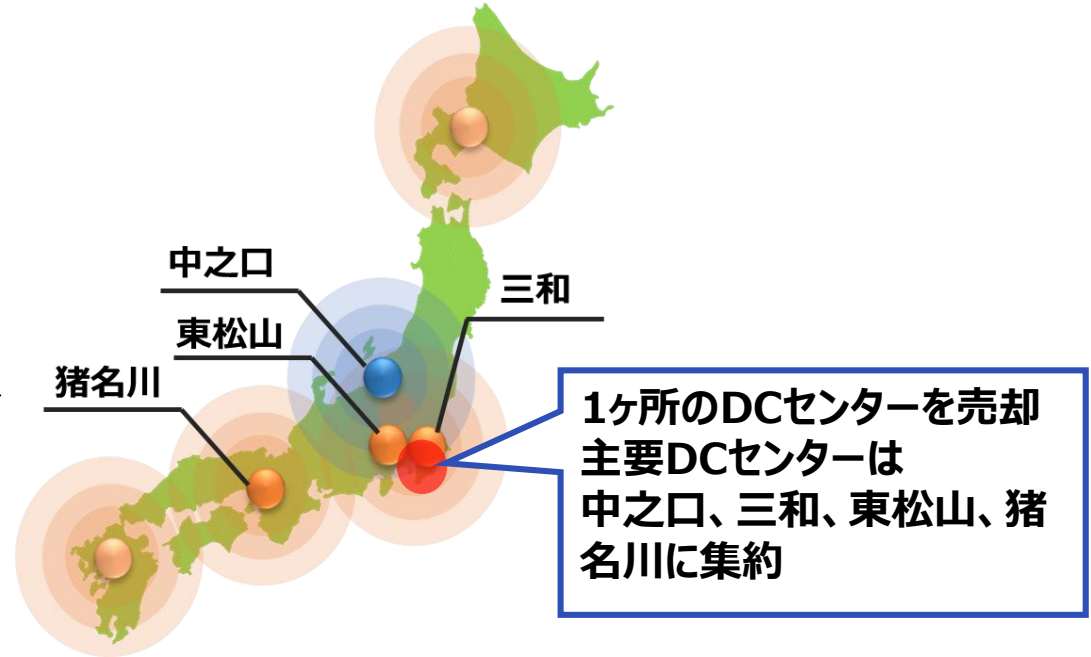 中之口
三和
東松山
猪名川
1ヶ所のDCセンターを売却
主要DCセンターは
中之口、三和、東松山、猪
名川に集約